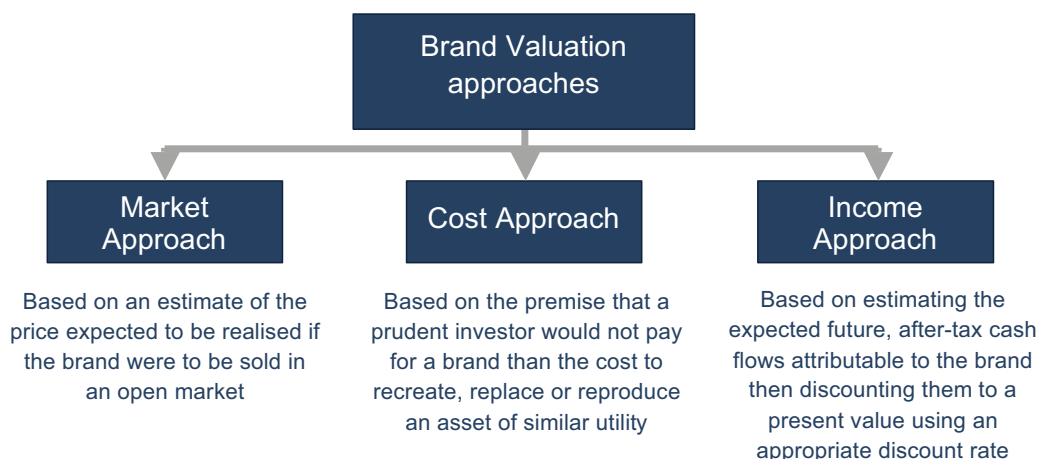 Brand Valuation
approaches
Market
Approach
Cost Approach
Income
Approach
Based on an estimate of the
price expected to be realised if
the brand were to be sold in
an open market
Based on the premise that a
prudent investor would not pay
for a brand than the cost to
recreate, replace or reproduce
an asset of similar utility
Based on estimating the
expected future, after-tax cash
flows attributable to the brand
then discounting them to a
present value using an
appropriate discount rate